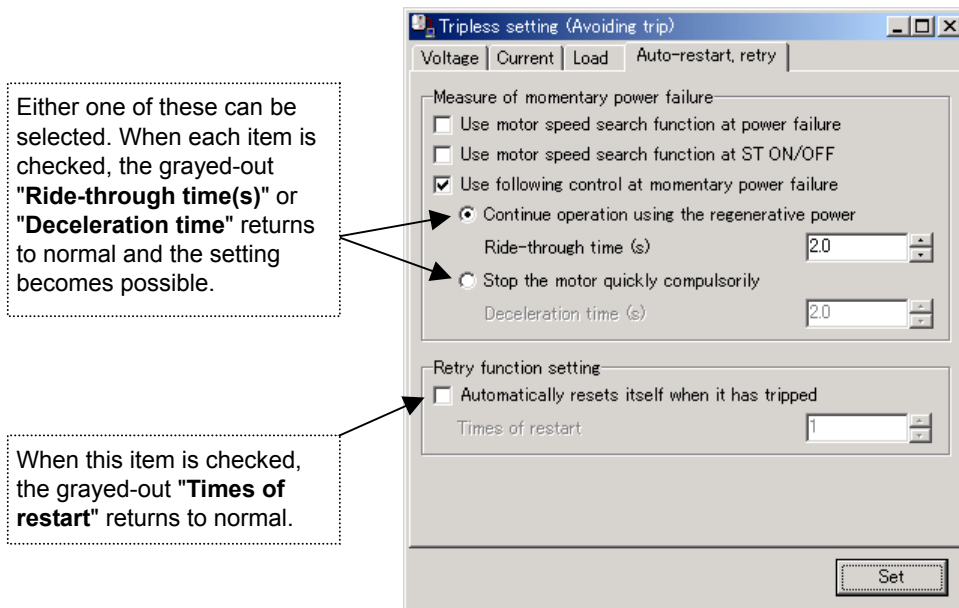 Either one of these can be
selected. When each item is
checked, the grayed-out
"Ride-through time(s)" or
"Deceleration time" returns
to normal and the setting
becomes possible.
When this item is checked,
the grayed-out "Times of
restart" returns to normal.
Tripless setting (Avoiding trip)
Voltage Current Load Auto-restart, retry
Measure of momentary power failure
Use motor speed search function at power failure
Use motor speed search function at ST ON/OFF
Use following control at momentary power failure
Continue operation using the regenerative power
Ride-through time (s) 2.0
Stop the motor quickly compulsorily
Deceleration time (s) 2.0
Retry function setting
Automatically resets itself when it has tripped
Times of restart 1
Set